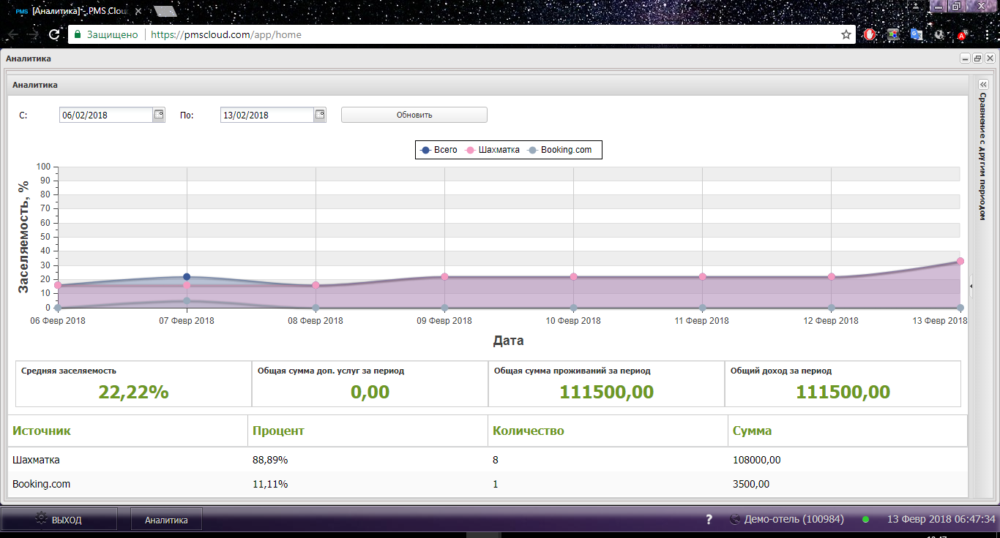 PMS [Аналитика] - PMS Clou
Защищено https://pmscloud.com/app/home
Аналитика
Аналитика
С: 06/02/2018 По: 13/02/2018 Обновить
Сравнение с другим периодом
Всего Шахматка Booking.com
Заселяемость, %
100
90
80
70
60
50
40
30
20
10
0
06 Февр 2018 07 Февр 2018 08 Февр 2018 09 Февр 2018 10 Февр 2018 11 Февр 2018 12 Февр 2018 13 Февр 2018
Дата
Средняя заселяемость Общая сумма доп. услуг за период Общая сумма проживаний за период Общий доход за период
22,22% 0,00 111500,00 111500,00
Источник Процент Количество Сумма
Шахматка 88,89% 8 108000,00
Booking.com 11,11% 1 3500,00
ВЫХОД Аналитика ? Демо-отель (100984) 13 Февр 2018 06:47:34